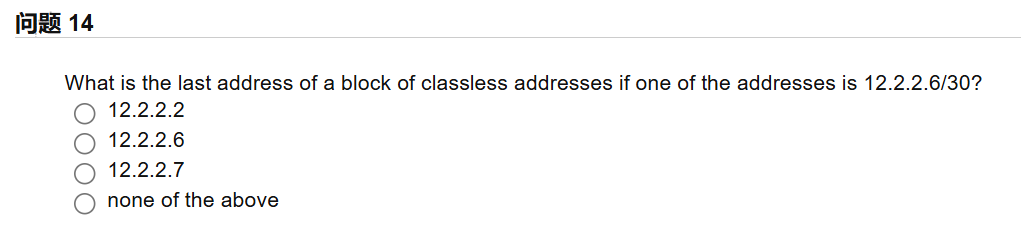 问题 14
What is the last address of a block of classless addresses if one of the addresses is 12.2.2.6/30?
12.2.2.2
12.2.2.6
12.2.2.7
none of the above